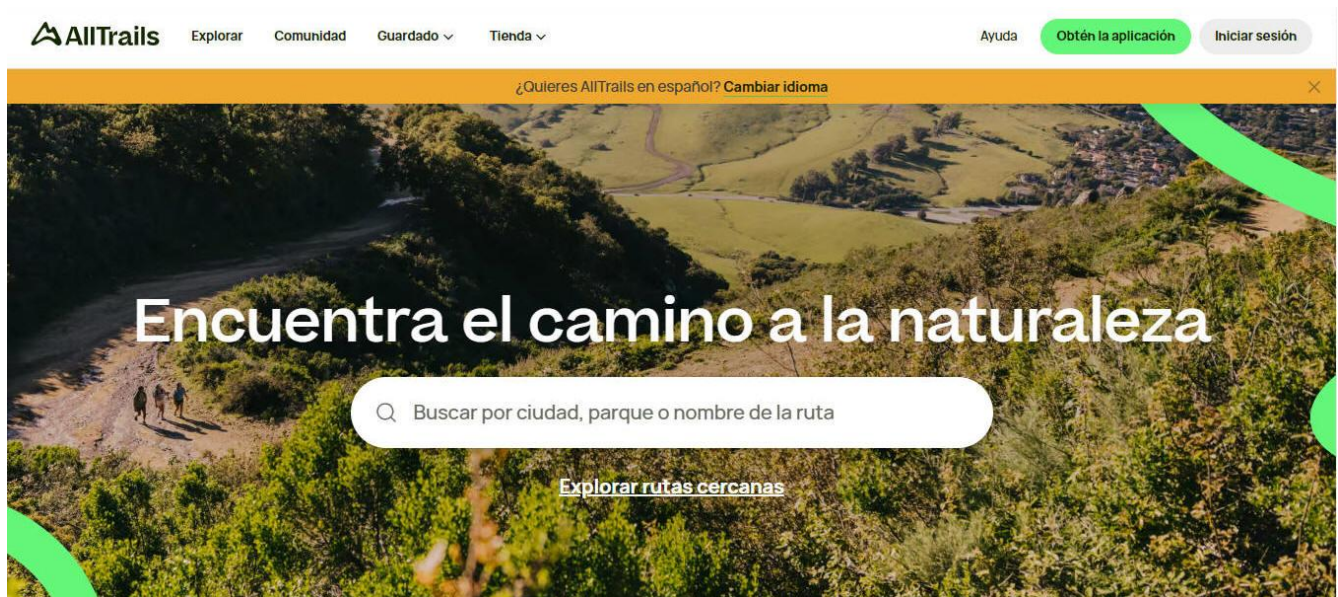 AllTrails Explorar Comunidad Guardado Tienda Ayuda Obtén la aplicación Iniciar sesión
¿Quieres AllTrails en español? Cambiar idioma
Encuentra el camino a la naturaleza
Buscar por ciudad, parque o nombre de la ruta
Explorar rutas cercanas